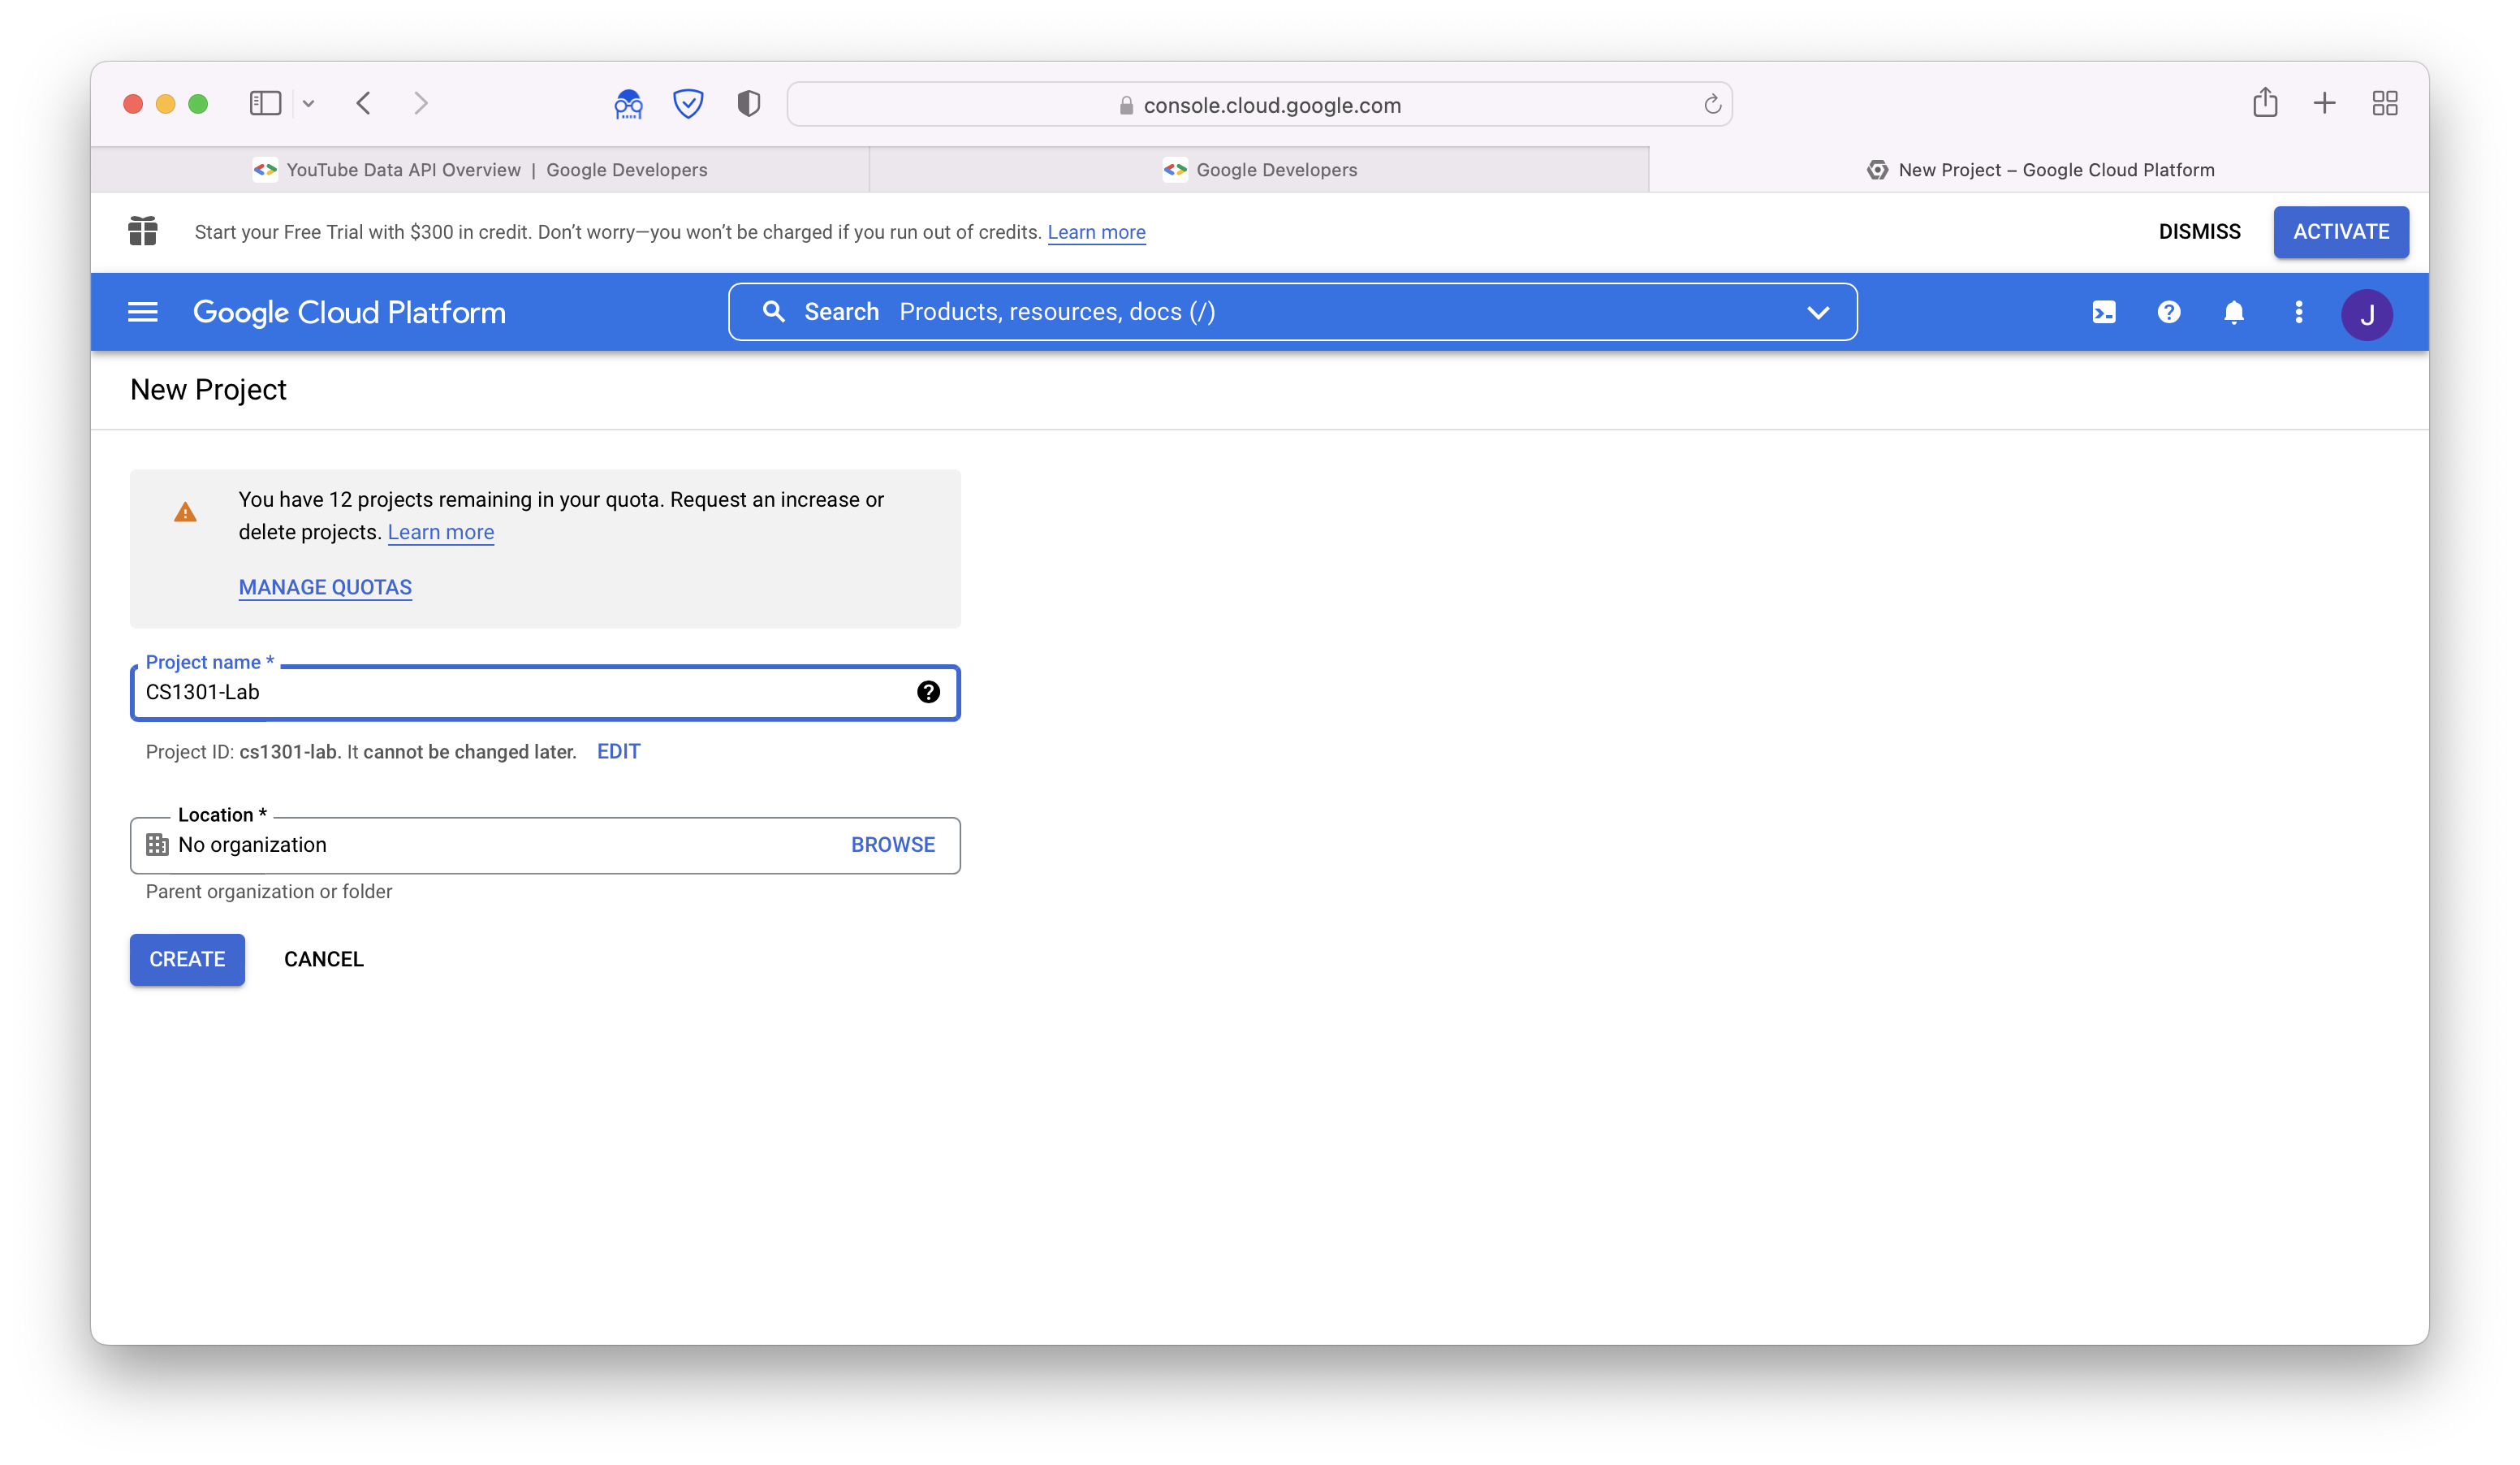 console.cloud.google.com
YouTube Data API Overview | Google Developers
Google Developers
New Project – Google Cloud Platform
Start your Free Trial with $300 in credit. Don’t worry—you won’t be charged if you run out of credits. Learn more
DISMISS
ACTIVATE
Google Cloud Platform
Search Products, resources, docs (/)
J
New Project
You have 12 projects remaining in your quota. Request an increase or
delete projects. Learn more
MANAGE QUOTAS
Project name *
CS1301-Lab
Project ID: cs1301-lab. It cannot be changed later. EDIT
Location *
No organization
BROWSE
Parent organization or folder
CREATE
CANCEL